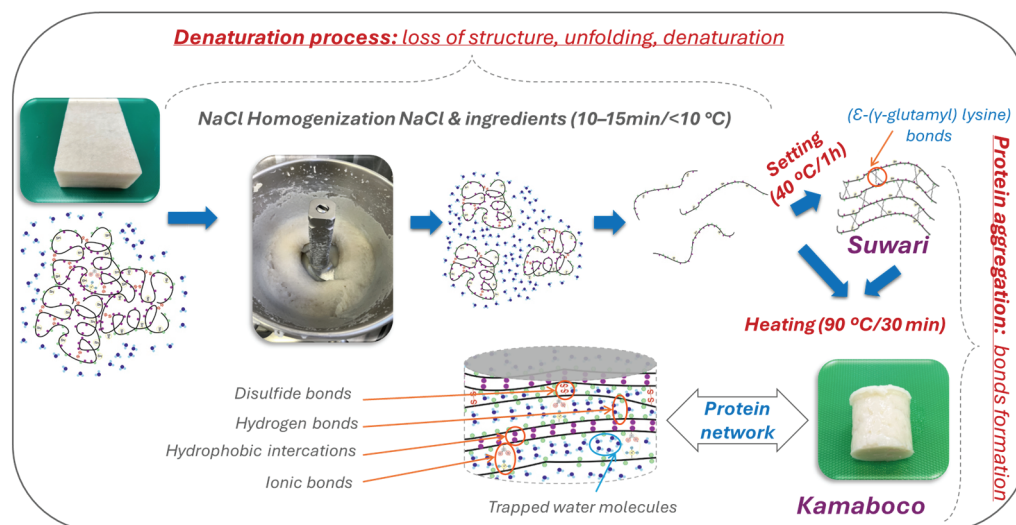 Denaturation process: loss of structure, unfolding, denaturation
NaCl Homogenization NaCl & ingredients (10–15min/<10 °C)
(Ɛ-(γ-glutamyl) lysine)
bonds
Setting
(40 ºC/1h)
Suwari
Heating (90 ºC/30 min)
Protein aggregation: bonds formation
Disulfide bonds
Hydrogen bonds
Hydrophobic intercations
Ionic bonds
Trapped water molecules
Protein
network
Kamaboco